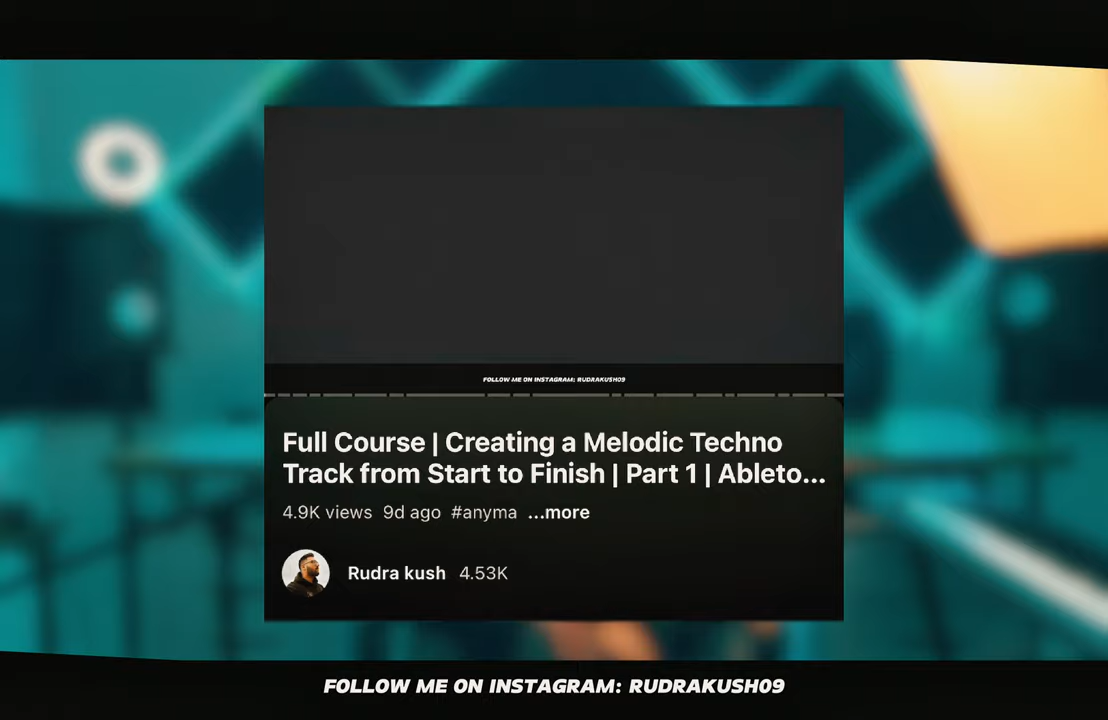 FOLLOW ME ON INSTAGRAM: RUDRAKUSH09
Full Course | Creating a Melodic Techno
Track from Start to Finish | Part 1 | Ableto...
4.9K views 9d ago #anyma ...more
Rudra kush 4.53K
FOLLOW ME ON INSTAGRAM: RUDRAKUSH09